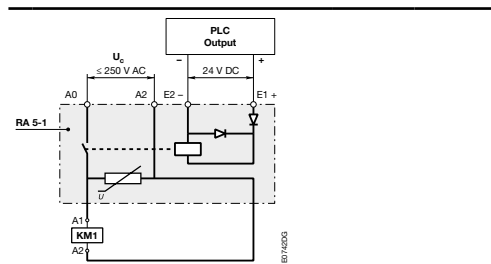 PLC
Output
Uc
≤ 250 V AC
– 24 V DC +
A0 A2 E2 – E1 +
RA 5-1
U
A1
KM1
A2
E0742DG